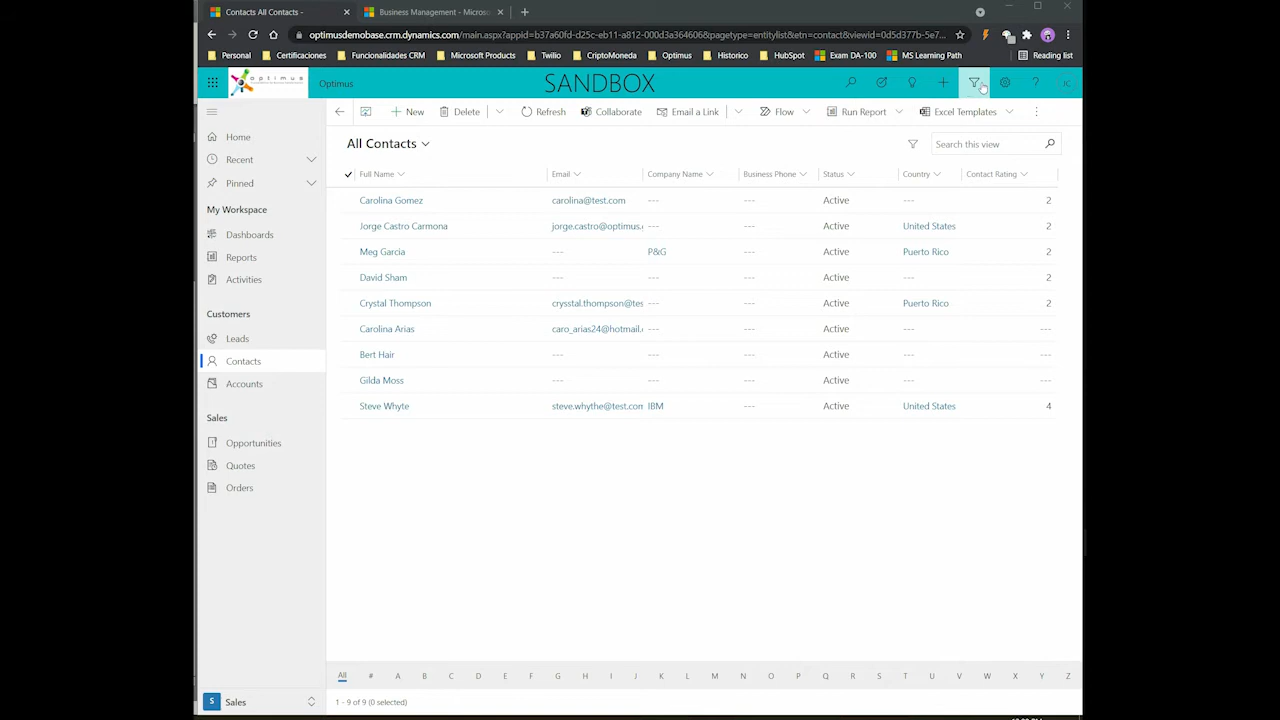 Contacts All Contacts -
Business Management - Micros
optimusdemobase.crm.dynamics.com/main.aspx?appid=b37a60fd-d25c-eb11-a812-000d3a364606&pagetype=entitylist&etn=contact&viewid=0d5d377b-5e7...
Personal Certificaciones Funcionalidades CRM Microsoft Products Twilio CriptoMoneda Optimus Historico HubSpot Exam DA-100 MS Learning Path Reading list
optimus Optimus SANDBOX JC
New Delete Refresh Collaborate Email a Link Flow Run Report Excel Templates
Home
Recent
Pinned
My Workspace
Dashboards
Reports
Activities
Customers
Leads
Contacts
Accounts
Sales
Opportunities
Quotes
Orders
S Sales
All Contacts
Search this view
Full Name Email Company Name Business Phone Status Country Contact Rating
Carolina Gomez carolina@test.com --- --- Active --- 2
Jorge Castro Carmona jorge.castro@optimus. --- --- Active United States 2
Meg Garcia --- P&G --- Active Puerto Rico 2
David Sham --- --- --- Active --- 2
Crystal Thompson crysstal.thompson@tes --- --- Active Puerto Rico 2
Carolina Arias caro_arias24@hotmail. --- --- Active --- ---
Bert Hair --- --- --- Active --- ---
Gilda Moss --- --- --- Active --- ---
Steve Whyte steve.whythe@test.com IBM --- Active United States 4
All # A B C D E F G H I J K L M N O P Q R S T U V W X Y Z
1 - 9 of 9 (0 selected)